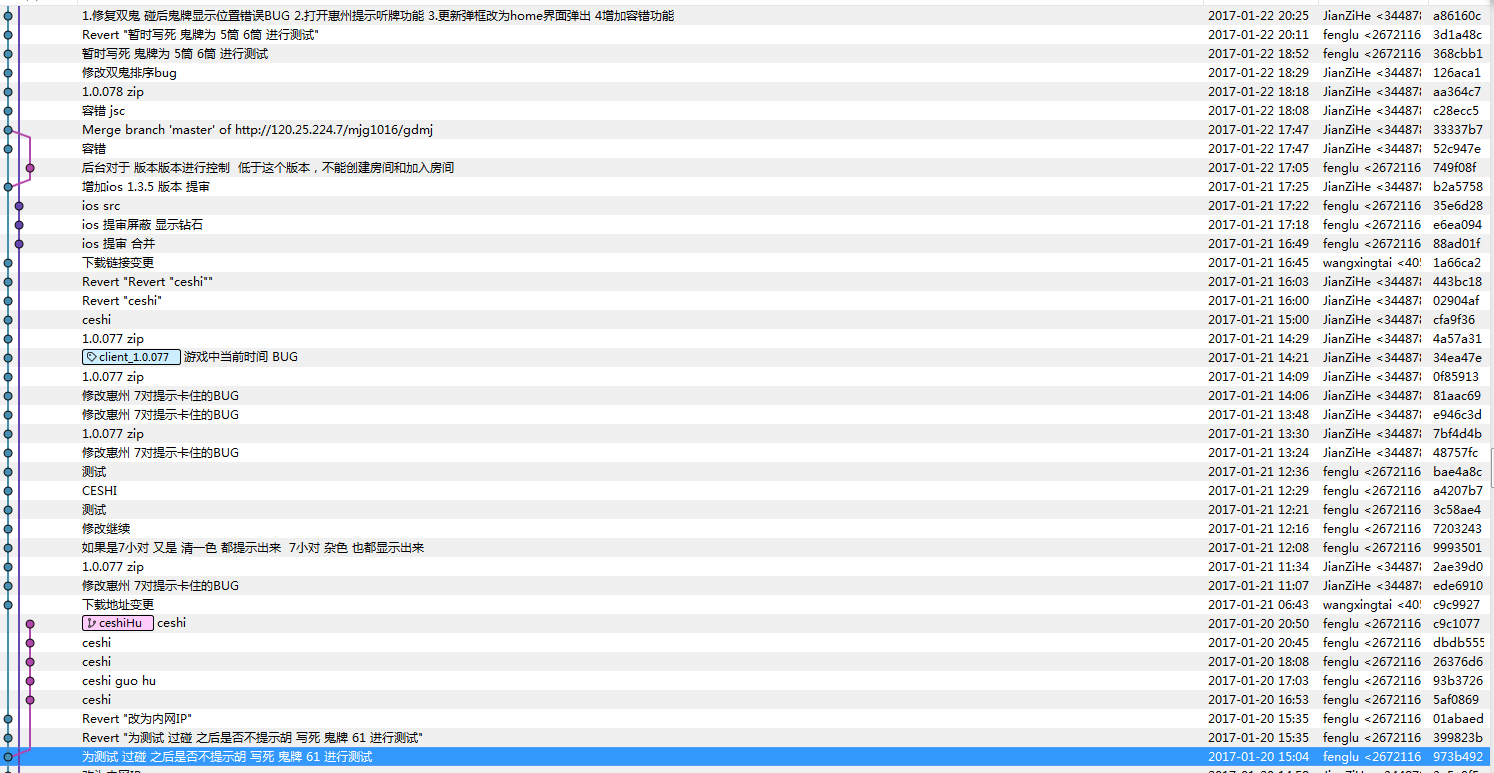 1.修复双鬼 碰后鬼牌显示位置错误BUG 2.打开惠州提示听牌功能 3.更新弹框改为home界面弹出 4增加容错功能 2017-01-22 20:25 JianZiHe <34487 a86160c
Revert "暂时写死 鬼牌为 5筒 6筒 进行测试" 2017-01-22 20:11 fenglu <2672116 3d1a48c
暂时写死 鬼牌为 5筒 6筒 进行测试 2017-01-22 18:52 fenglu <2672116 368cbb1
修改双鬼排序bug 2017-01-22 18:29 JianZiHe <34487 126aca1
1.0.078 zip 2017-01-22 18:18 JianZiHe <34487 aa364c7
容错 jsc 2017-01-22 18:08 JianZiHe <34487 c28ecc5
Merge branch 'master' of http://120.25.224.7/mjg1016/gdmj 2017-01-22 17:47 JianZiHe <34487 33337b7
容错 2017-01-22 17:47 JianZiHe <34487 52c947e
后台对于 版本版本进行控制 低于这个版本，不能创建房间和加入房间 2017-01-22 17:05 fenglu <2672116 749f08f
增加ios 1.3.5 版本 提审 2017-01-21 17:25 JianZiHe <34487 b2a5758
ios src 2017-01-21 17:22 fenglu <2672116 35e6d28
ios 提审屏蔽 显示钻石 2017-01-21 17:18 fenglu <2672116 e6ea094
ios 提审 合并 2017-01-21 16:49 fenglu <2672116 88ad01f
下载链接变更 2017-01-21 16:45 wangxingtai <40 1a66ca2
Revert "Revert "ceshi"" 2017-01-21 16:03 JianZiHe <34487 443bc18
Revert "ceshi" 2017-01-21 16:00 JianZiHe <34487 02904af
ceshi 2017-01-21 15:00 JianZiHe <34487 cfa9f36
1.0.077 zip 2017-01-21 14:29 JianZiHe <34487 4a57a31
client_1.0.077 游戏中当前时间 BUG 2017-01-21 14:21 JianZiHe <34487 34ea47e
1.0.077 zip 2017-01-21 14:09 JianZiHe <34487 0f85913
修改惠州 7对提示卡住的BUG 2017-01-21 14:06 JianZiHe <34487 81aac69
修改惠州 7对提示卡住的BUG 2017-01-21 13:48 JianZiHe <34487 e946c3d
1.0.077 zip 2017-01-21 13:30 JianZiHe <34487 7bf4d4b
修改惠州 7对提示卡住的BUG 2017-01-21 13:24 JianZiHe <34487 48757fc
测试 2017-01-21 12:36 fenglu <2672116 bae4a8c
CESHI 2017-01-21 12:29 fenglu <2672116 a4207b7
测试 2017-01-21 12:21 fenglu <2672116 3c58ae4
修改继续 2017-01-21 12:16 fenglu <2672116 7203243
如果是7小对 又是 清一色 都提示出来 7小对 杂色 也都显示出来 2017-01-21 12:08 fenglu <2672116 9993501
1.0.077 zip 2017-01-21 11:34 JianZiHe <34487 2ae39d0
修改惠州 7对提示卡住的BUG 2017-01-21 11:07 JianZiHe <34487 ede6910
下载地址变更 2017-01-21 06:43 wangxingtai <40 c9c9927
ceshiHu ceshi 2017-01-20 20:50 fenglu <2672116 c9c1077
ceshi 2017-01-20 20:45 fenglu <2672116 dbdb555
ceshi 2017-01-20 18:08 fenglu <2672116 26376d6
ceshi guo hu 2017-01-20 17:03 fenglu <2672116 93b3726
ceshi 2017-01-20 16:53 fenglu <2672116 5af0869
Revert "改为内网IP" 2017-01-20 15:35 fenglu <2672116 01abaed
Revert "为测试 过碰 之后是否不提示胡 写死 鬼牌 61 进行测试" 2017-01-20 15:35 fenglu <2672116 399823b
为测试 过碰 之后是否不提示胡 写死 鬼牌 61 进行测试 2017-01-20 15:04 fenglu <2672116 973b492